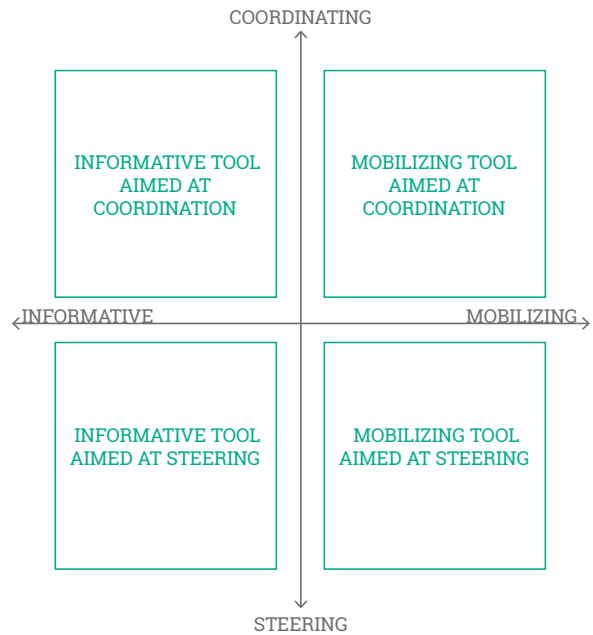 COORDINATING
INFORMATIVE TOOL
AIMED AT
COORDINATION
MOBILIZING TOOL
AIMED AT
COORDINATION
INFORMATIVE
MOBILIZING
INFORMATIVE TOOL
AIMED AT STEERING
MOBILIZING TOOL
AIMED AT STEERING
STEERING